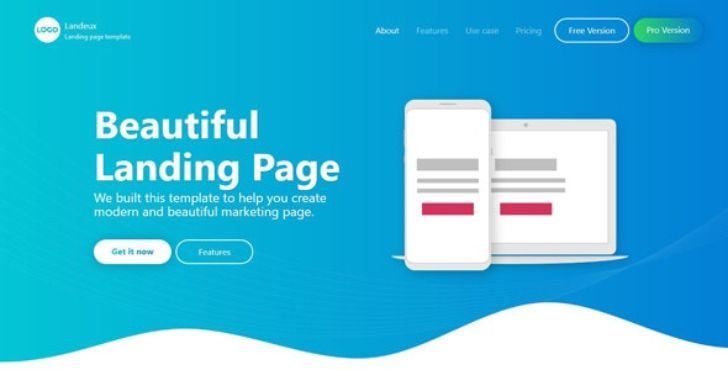 LOGO
Landeux
Landing page template
About
Features
Use case
Pricing
Free Version
Pro Version
Beautiful
Landing Page
We built this template to help you create
modern and beautiful marketing page.
Get it now
Features